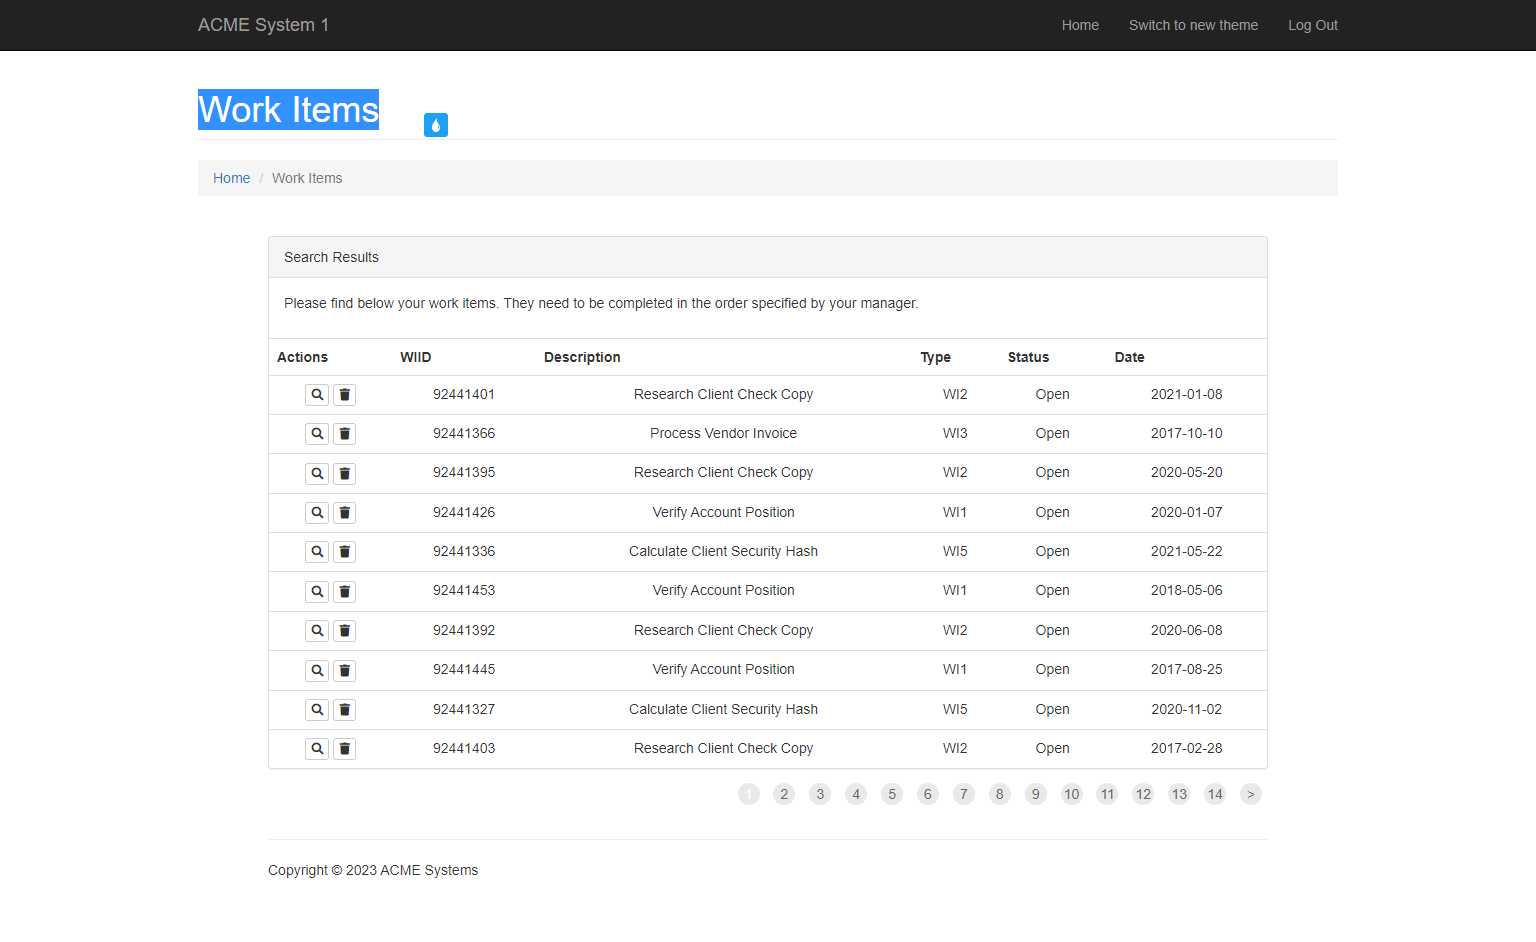 ACME System 1 Home Switch to new theme Log Out
Work Items
Home / Work Items
Search Results
Please find below your work items. They need to be completed in the order specified by your manager.
Actions WIID Description Type Status Date
92441401 Research Client Check Copy WI2 Open 2021-01-08
92441366 Process Vendor Invoice WI3 Open 2017-10-10
92441395 Research Client Check Copy WI2 Open 2020-05-20
92441426 Verify Account Position WI1 Open 2020-01-07
92441336 Calculate Client Security Hash WI5 Open 2021-05-22
92441453 Verify Account Position WI1 Open 2018-05-06
92441392 Research Client Check Copy WI2 Open 2020-06-08
92441445 Verify Account Position WI1 Open 2017-08-25
92441327 Calculate Client Security Hash WI5 Open 2020-11-02
92441403 Research Client Check Copy WI2 Open 2017-02-28
1 2 3 4 5 6 7 8 9 10 11 12 13 14 >
Copyright © 2023 ACME Systems